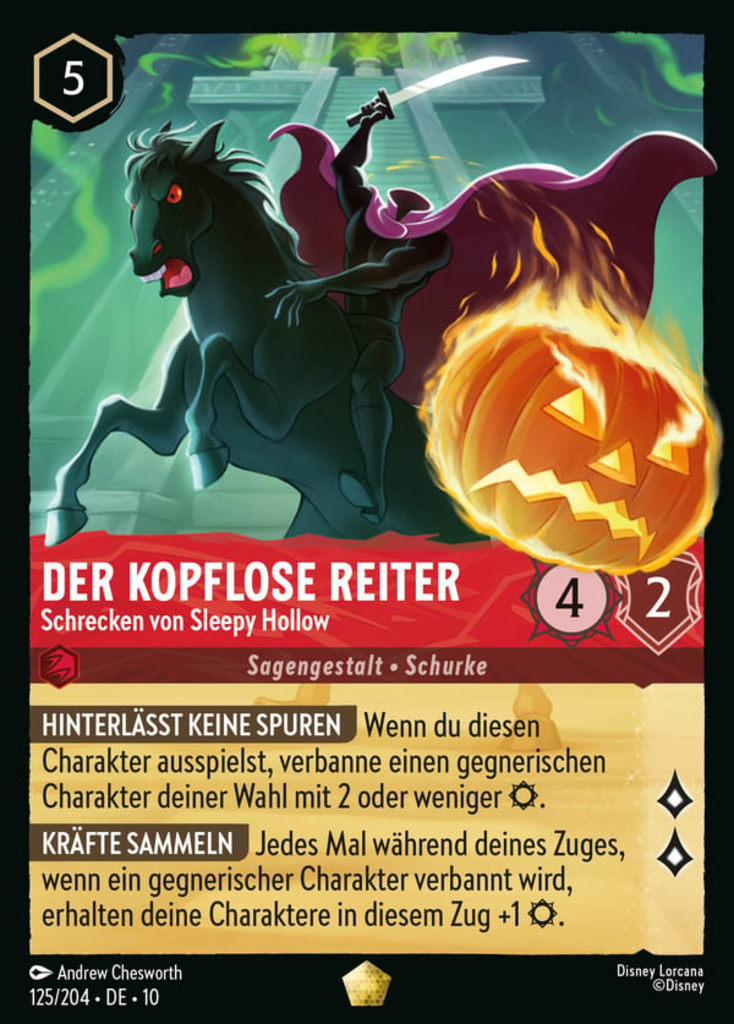 5
DER KOPFLOSE REITER
Schrecken von Sleepy Hollow
4
2
Sagengestalt • Schurke
HINTERLÄSST KEINE SPUREN Wenn du diesen
Charakter ausspielst, verbanne einen gegnerischen
Charakter deiner Wahl mit 2 oder weniger .
KRÄFTE SAMMELN Jedes Mal während deines Zuges,
wenn ein gegnerischer Charakter verbannt wird,
erhalten deine Charaktere in diesem Zug +1 .
Andrew Chesworth
125/204 • DE • 10
Disney Lorcana
©Disney